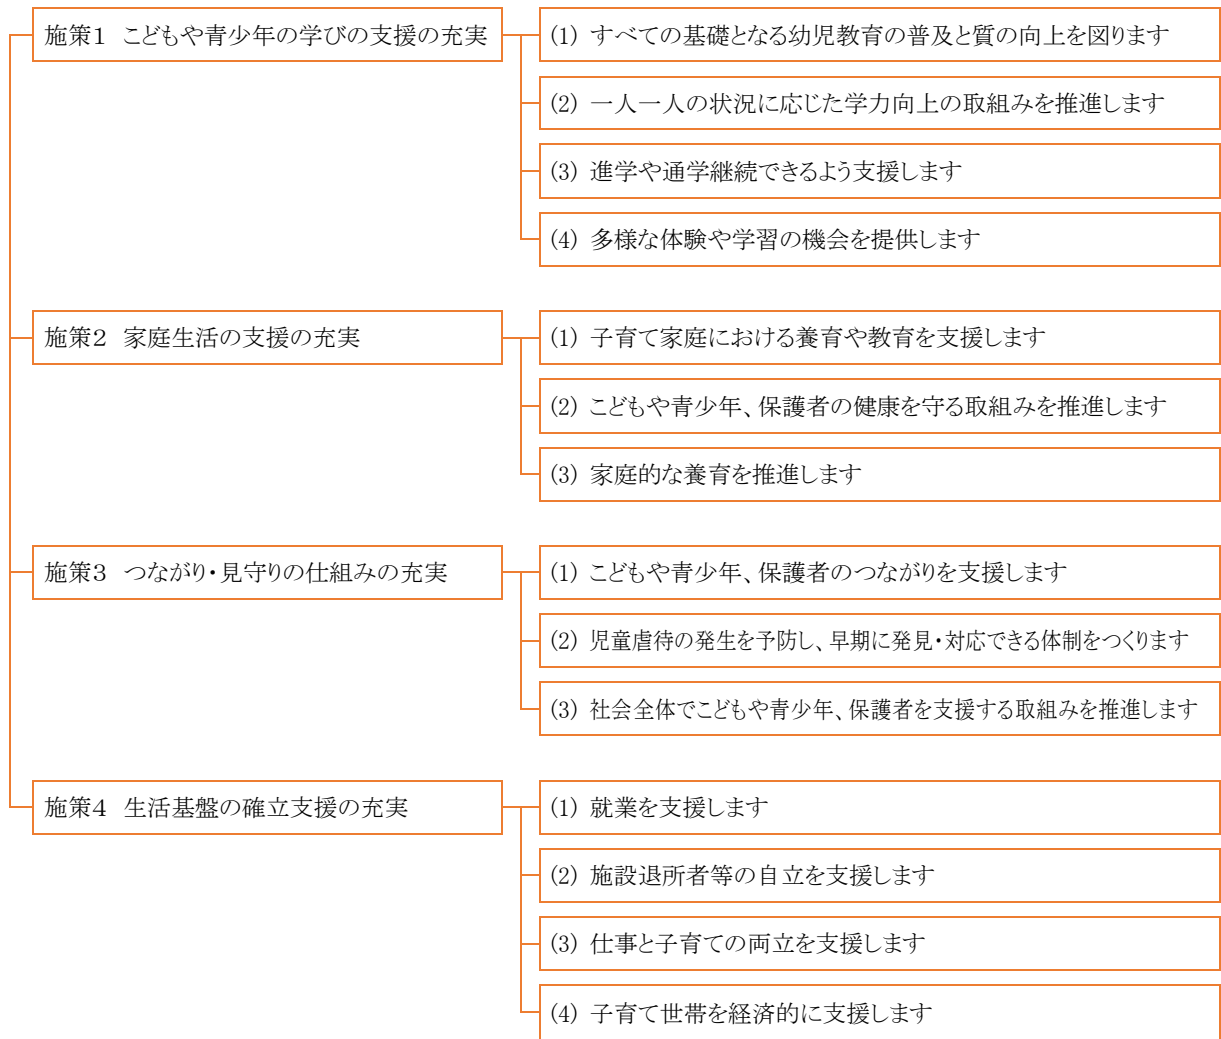 施策1 こどもや青少年の学びの支援の充実
(1) すべての基礎となる幼児教育の普及と質の向上を図ります
(2) 一人一人の状況に応じた学力向上の取組みを推進します
(3) 進学や通学継続できるよう支援します
(4) 多様な体験や学習の機会を提供します
施策2 家庭生活の支援の充実
(1) 子育て家庭における養育や教育を支援します
(2) こどもや青少年、保護者の健康を守る取組みを推進します
(3) 家庭的な養育を推進します
施策3 つながり・見守りの仕組みの充実
(1) こどもや青少年、保護者のつながりを支援します
(2) 児童虐待の発生を予防し、早期に発見・対応できる体制をつくります
(3) 社会全体でこどもや青少年、保護者を支援する取組みを推進します
施策4 生活基盤の確立支援の充実
(1) 就業を支援します
(2) 施設退所者等の自立を支援します
(3) 仕事と子育ての両立を支援します
(4) 子育て世帯を経済的に支援します